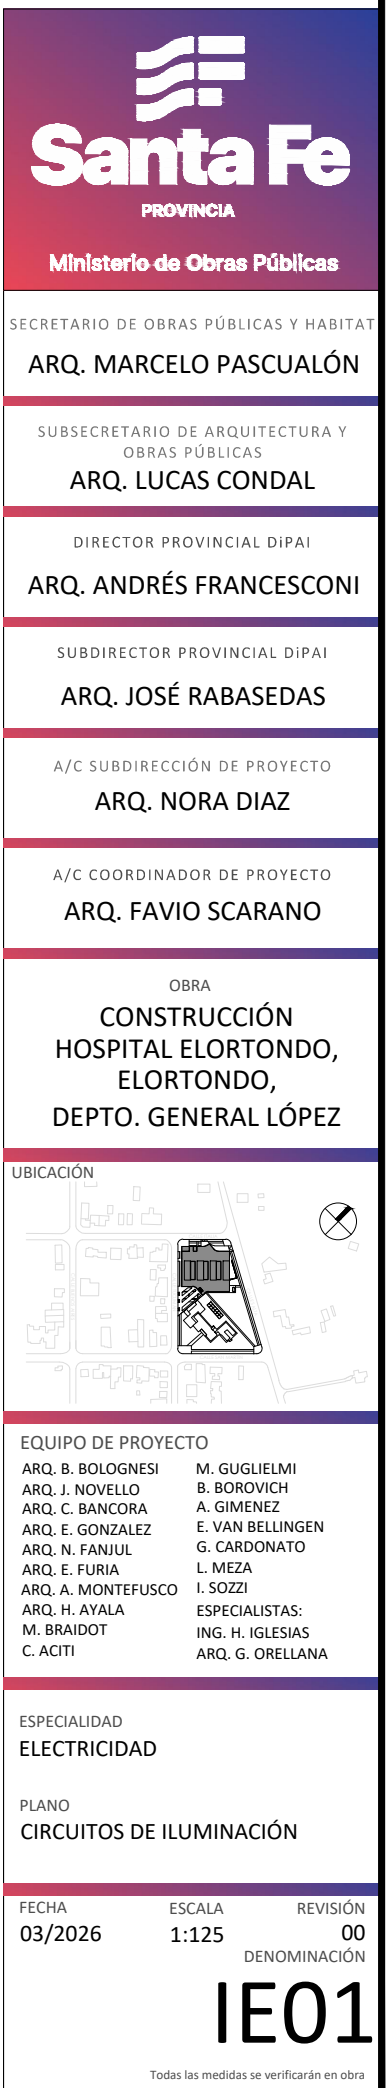 Santa Fe
PROVINCIA
Ministerio de Obras Públicas
SECRETARIO DE OBRAS PÚBLICAS Y HABITAT
ARQ. MARCELO PASCUALÓN
SUBSECRETARIO DE ARQUITECTURA Y
OBRAS PÚBLICAS
ARQ. LUCAS CONDAL
DIRECTOR PROVINCIAL DiPAI
ARQ. ANDRÉS FRANCESCONI
SUBDIRECTOR PROVINCIAL DiPAI
ARQ. JOSÉ RABASEDAS
A/C SUBDIRECCIÓN DE PROYECTO
ARQ. NORA DIAZ
A/C COORDINADOR DE PROYECTO
ARQ. FAVIO SCARANO
OBRA
CONSTRUCCIÓN
HOSPITAL ELORTONDO,
ELORTONDO,
DEPTO. GENERAL LÓPEZ
UBICACIÓN
EQUIPO DE PROYECTO
ARQ. B. BOLOGNESI
ARQ. J. NOVELLO
ARQ. C. BANCORA
ARQ. E. GONZALEZ
ARQ. N. FANJUL
ARQ. E. FURIA
ARQ. A. MONTEFUSCO
ARQ. H. AYALA
M. BRAIDOT
C. ACITI
M. GUGLIELMI
B. BOROVICH
A. GIMENEZ
E. VAN BELLINGEN
G. CARDONATO
L. MEZA
I. SOZZI
ESPECIALISTAS:
ING. H. IGLESIAS
ARQ. G. ORELLANA
ESPECIALIDAD
ELECTRICIDAD
PLANO
CIRCUITOS DE ILUMINACIÓN
FECHA
03/2026
ESCALA
1:125
REVISIÓN
00
DENOMINACIÓN
IE01
Todas las medidas se verificarán en obra